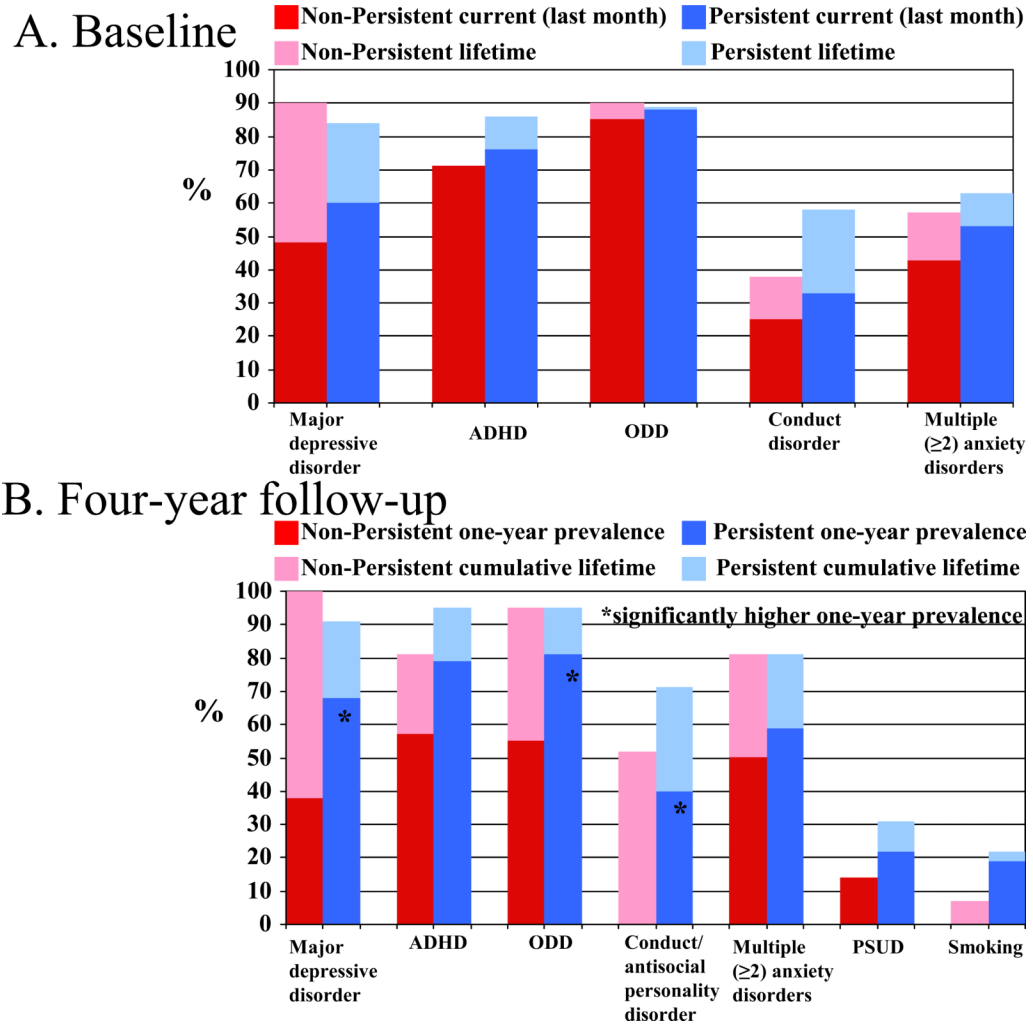 A. Baseline
Non-Persistent current (last month)
Persistent current (last month)
Non-Persistent lifetime
Persistent lifetime
100
90
80
70
60
50
40
30
20
10
0
%
Major
depressive
disorder
ADHD
ODD
Conduct
disorder
Multiple
(≥2) anxiety
disorders
B. Four-year follow-up
Non-Persistent one-year prevalence
Persistent one-year prevalence
Non-Persistent cumulative lifetime
Persistent cumulative lifetime
*significantly higher one-year prevalence
100
90
80
70
60
50
40
30
20
10
0
%
*
*
*
Major
depressive
disorder
ADHD
ODD
Conduct/
antisocial
personality
disorder
Multiple
(≥2) anxiety
disorders
PSUD
Smoking